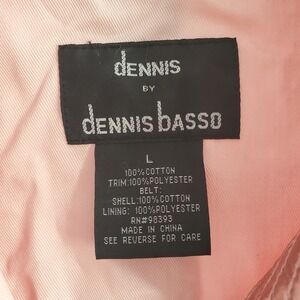 dENNIS
BY
dENNIS bASSO
L
100%COTTON
TRIM:100%POLYESTER
BELT:
SHELL:100%COTTON
LINING: 100%POLYESTER
RN#98393
MADE IN CHINA
SEE REVERSE FOR CARE